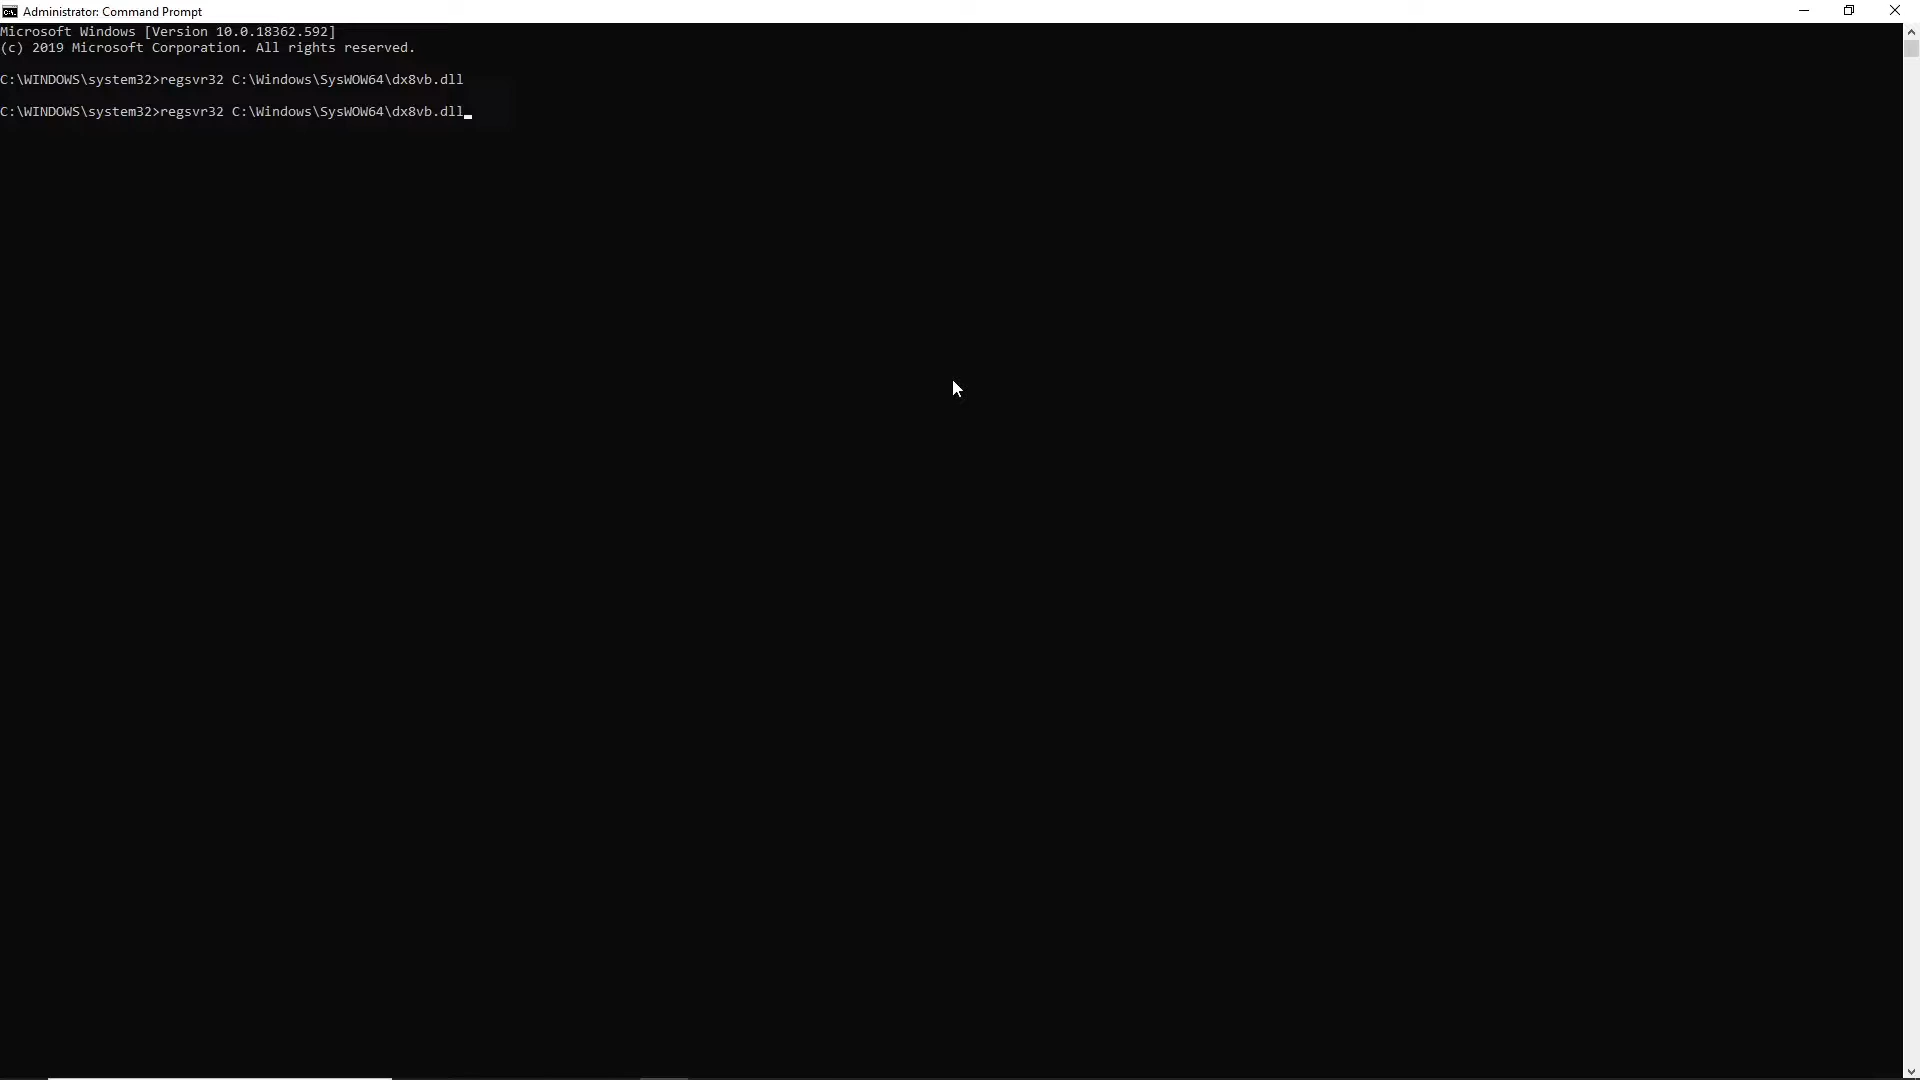 Administrator: Command Prompt
Microsoft Windows [Version 10.0.18362.592]
(c) 2019 Microsoft Corporation. All rights reserved.
C:\WINDOWS\system32>regsvr32 C:\Windows\SysWOW64\dx8vb.dll
C:\WINDOWS\system32>regsvr32 C:\Windows\SysWOW64\dx8vb.dll